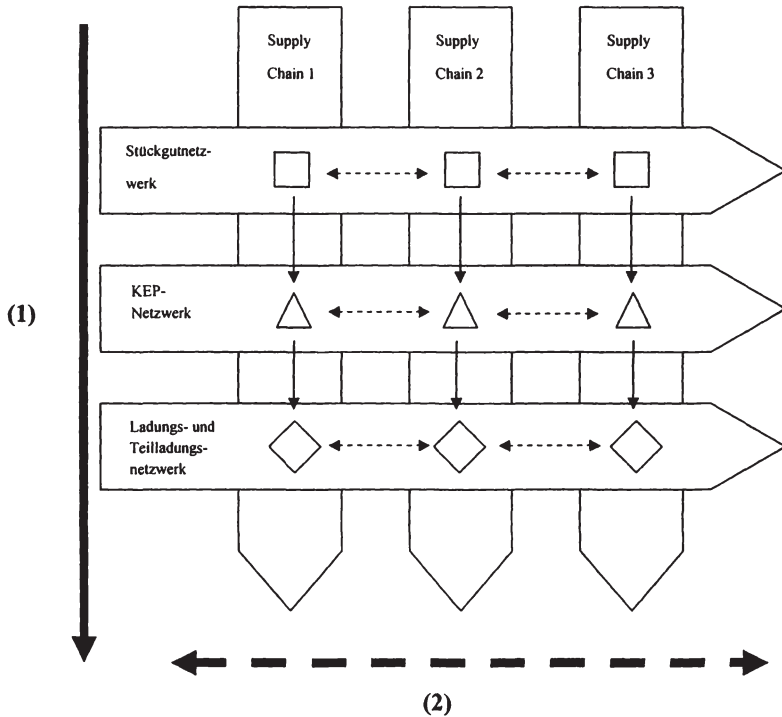 Supply
Chain 1
Supply
Chain 2
Supply
Chain 3
Stückgutnetz-
werk
KEP-
Netzwerk
(1)
Ladungs- und
Teilladungs-
netzwerk
(2)